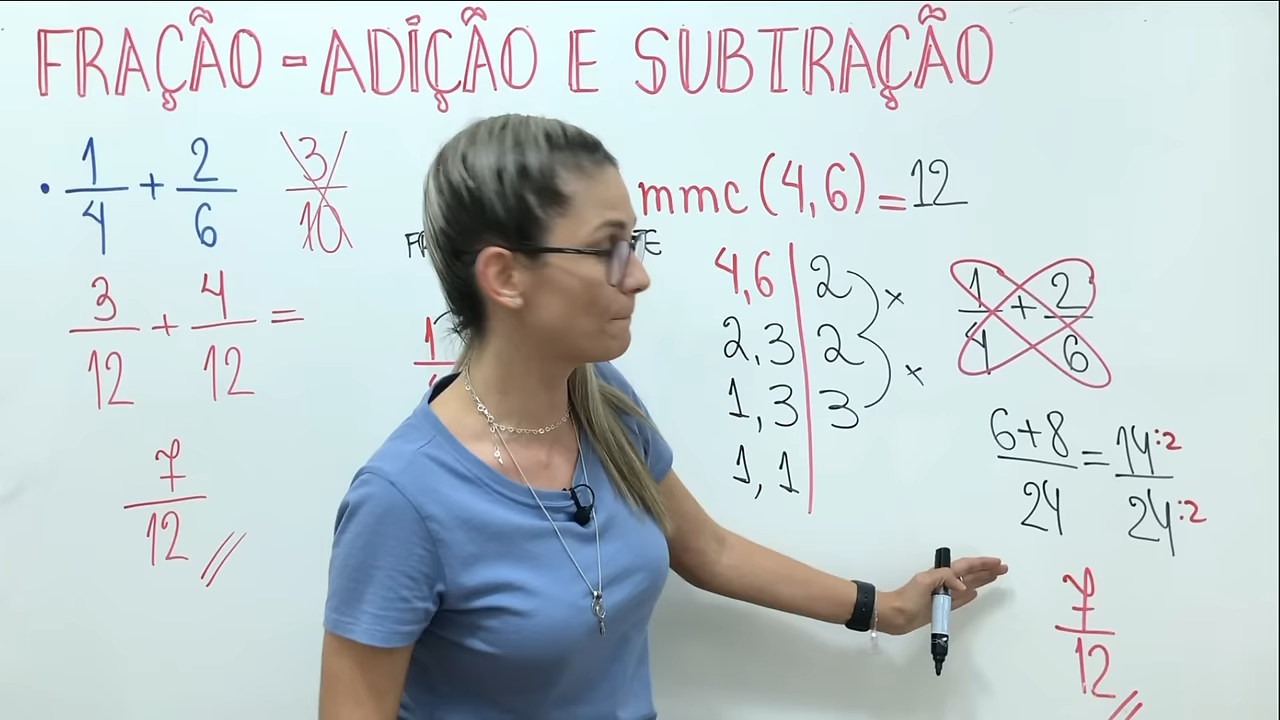 FRAÇÃO - ADIÇÃO E SUBTRAÇÃO
• 1/4 + 2/6 3/10
3/12 + 4/12 =
7/12 //
mmc (4,6) = 12
4,6 | 2
2,3 | 2 x
1,3 | 3 x
1,1
1/4 + 2/6
6+8/24 = 14:2/24:2
7/12 //